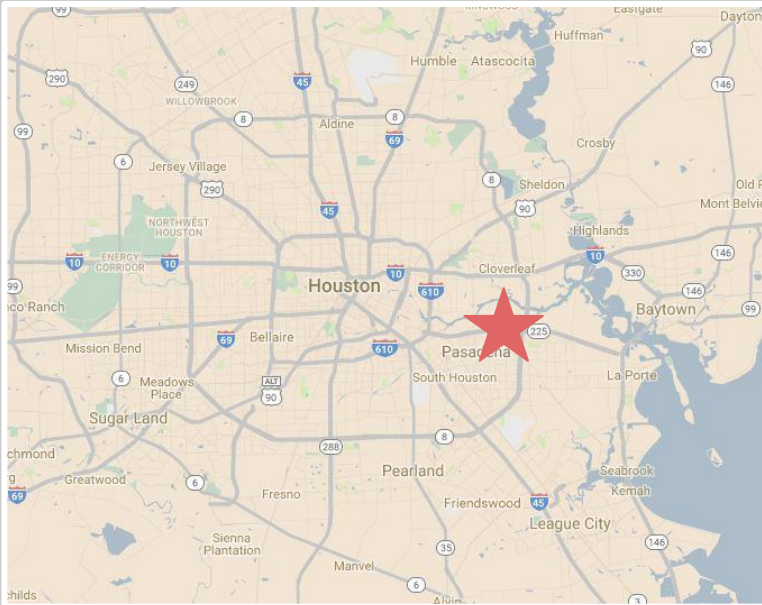 99
Eastgate
Dayton
Huffman
290
249
45
Humble
Atascocita
90
146
WILLOWBROOK
8
Aldine
8
69
99
6
Jersey Village
Crosby
8
Sheldon
290
45
90
Mont Belvie
NORTHWEST
HOUSTON
Highlands
10
ENERGY
CORRIDOR
10
10
Cloverleaf
10
146
330
99
Houston
610
146
co Ranch
Baytown
99
225
69
Bellaire
610
Mission Bend
Pasadena
6
Meadows
Place
ALT
90
South Houston
La Porte
Sugar Land
288
8
chmond
Greatwood
6
Pearland
Seabrook
Kemah
69
Fresno
Friendswood
45
League City
Sienna
Plantation
35
146
Manvel
6
childs
Alvin
3